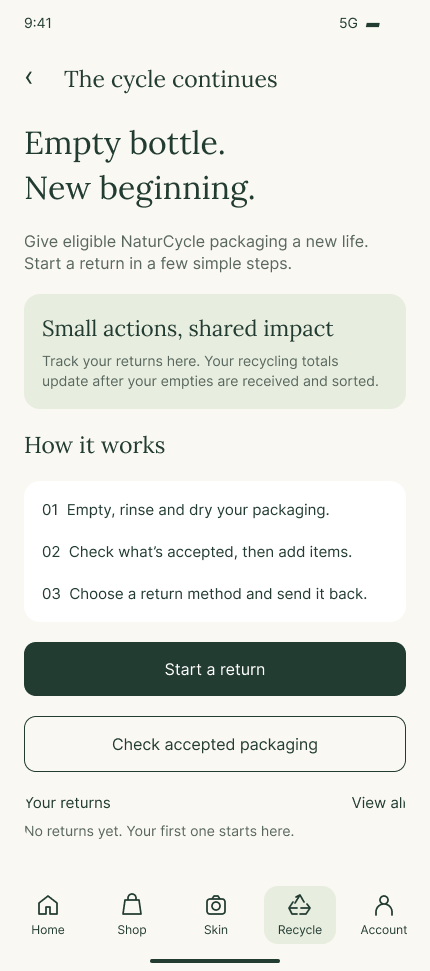 9:41
5G
The cycle continues
Empty bottle.
New beginning.
Give eligible NaturCycle packaging a new life.
Start a return in a few simple steps.
Small actions, shared impact
Track your returns here. Your recycling totals
update after your empties are received and sorted.
How it works
01 Empty, rinse and dry your packaging.
02 Check what’s accepted, then add items.
03 Choose a return method and send it back.
Start a return
Check accepted packaging
Your returns
View all
No returns yet. Your first one starts here.
Home
Shop
Skin
Recycle
Account